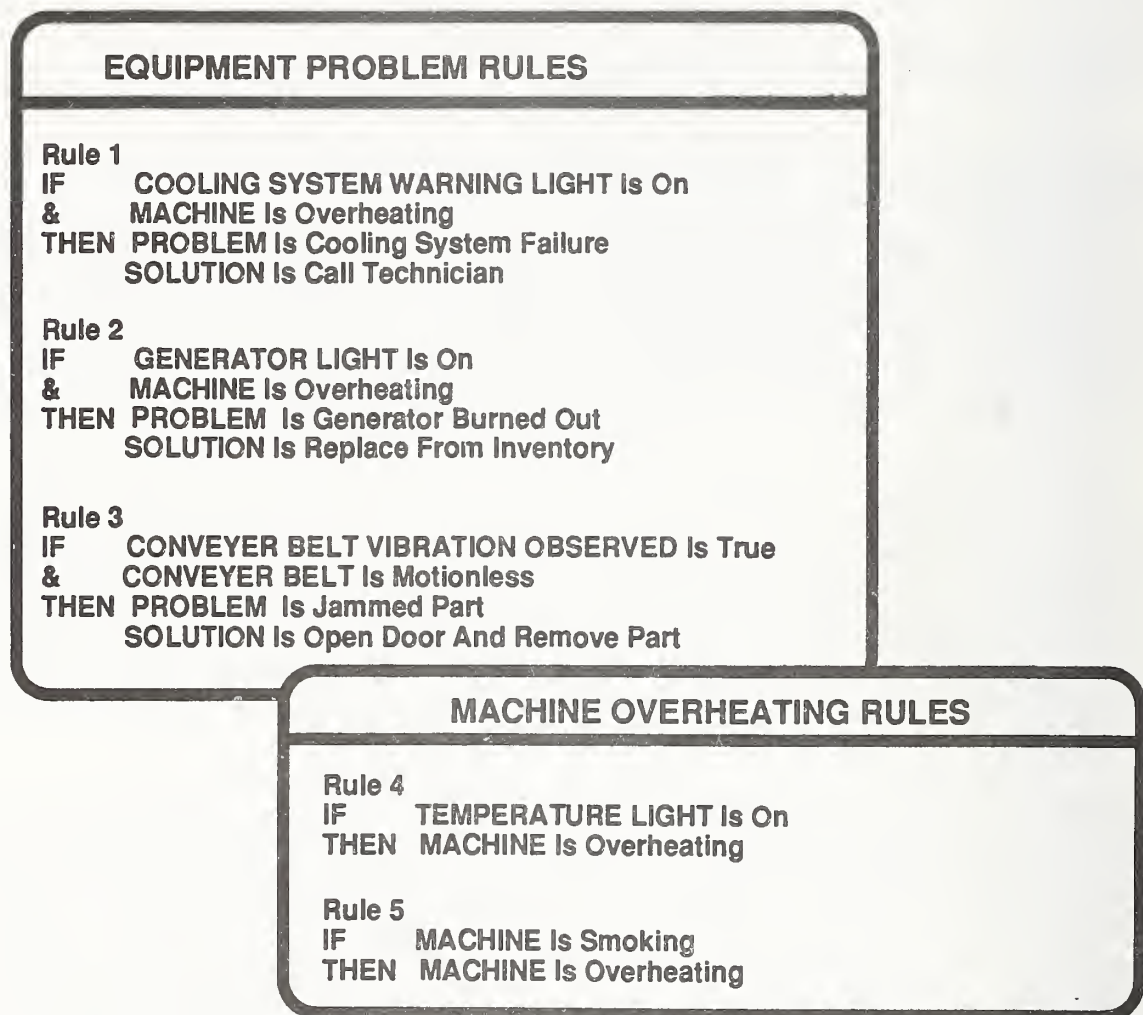 EQUIPMENT PROBLEM RULES
Rule 1
IF COOLING SYSTEM WARNING LIGHT Is On
& MACHINE Is Overheating
THEN PROBLEM Is Cooling System Failure
SOLUTION Is Call Technician
Rule 2
IF GENERATOR LIGHT Is On
& MACHINE Is Overheating
THEN PROBLEM Is Generator Burned Out
SOLUTION Is Replace From Inventory
Rule 3
IF CONVEYER BELT VIBRATION OBSERVED Is True
& CONVEYER BELT Is Motionless
THEN PROBLEM Is Jammed Part
SOLUTION Is Open Door And Remove Part
MACHINE OVERHEATING RULES
Rule 4
IF TEMPERATURE LIGHT Is On
THEN MACHINE Is Overheating
Rule 5
IF MACHINE Is Smoking
THEN MACHINE Is Overheating